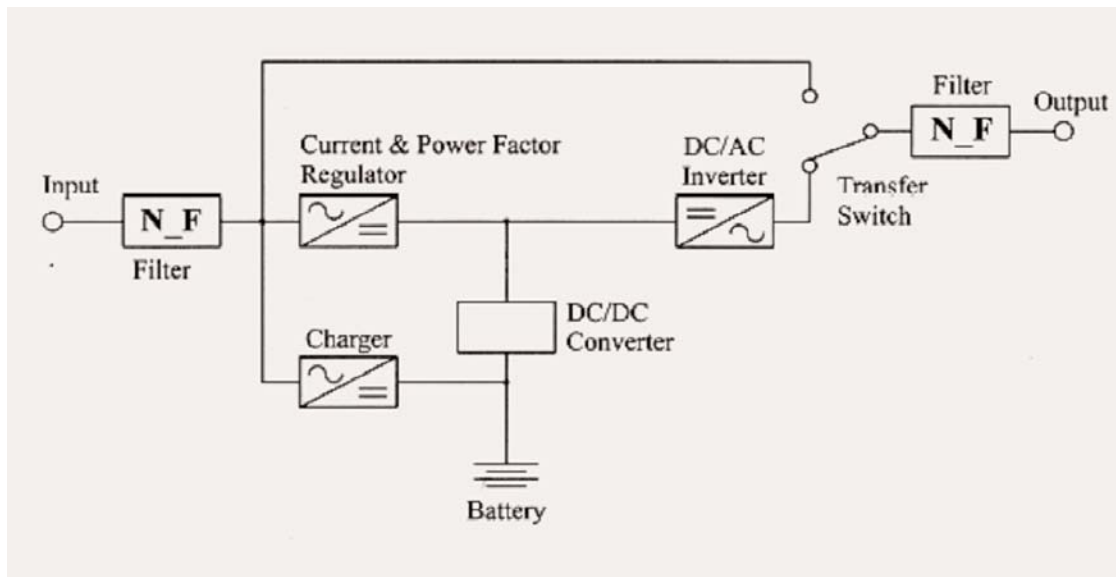 Filter
Output
N_F
Current & Power Factor
Regulator
DC/AC
Inverter
Transfer
Switch
Input
N_F
Filter
DC/DC
Converter
Charger
Battery